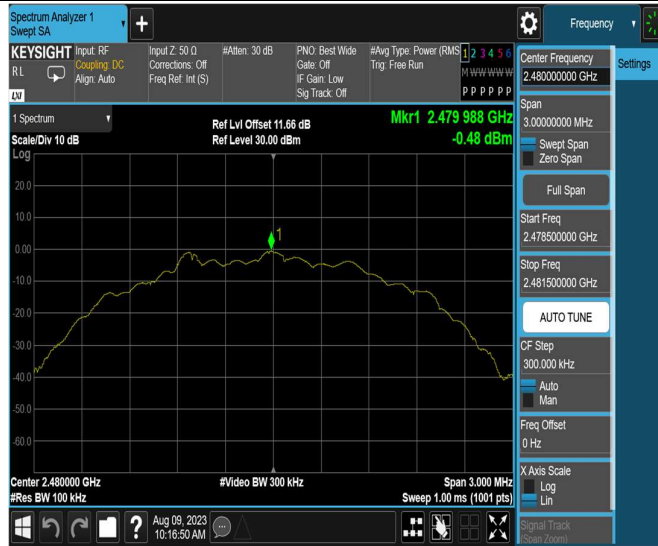 Spectrum Analyzer 1
Swept SA
Frequency
KEYSIGHT
R L
LXI
Input: RF
Coupling: DC
Align: Auto
Input Z: 50 Ω
Corrections: Off
Freq Ref: Int (S)
#Atten: 30 dB
PNO: Best Wide
Gate: Off
IF Gain: Low
Sig Track: Off
#Avg Type: Power (RMS
Trig: Free Run
1 2 3 4 5 6
M W W W W W
P P P P P P
1 Spectrum
Scale/Div 10 dB
Ref Lvl Offset 11.66 dB
Ref Level 30.00 dBm
Mkr1 2.479 988 GHz
-0.48 dBm
Log
20.0
10.0
0.00
-10.0
-20.0
-30.0
-40.0
-50.0
-60.0
1
Center 2.480000 GHz
#Res BW 100 kHz
#Video BW 300 kHz
Span 3.000 MHz
Sweep 1.00 ms (1001 pts)
Aug 09, 2023
10:16:50 AM
Center Frequency
2.480000000 GHz
Settings
Span
3.00000000 MHz
Swept Span
Zero Span
Full Span
Start Freq
2.478500000 GHz
Stop Freq
2.481500000 GHz
AUTO TUNE
CF Step
300.000 kHz
Auto
Man
Freq Offset
0 Hz
X Axis Scale
Log
Lin
Signal Track
(Span Zoom)